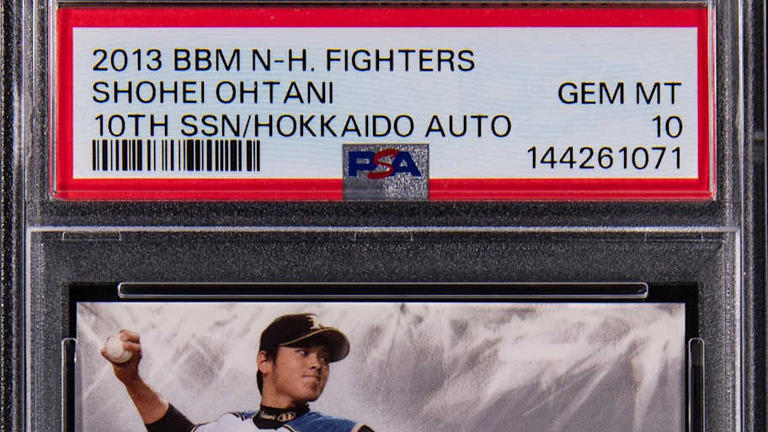 2013 BBM N-H. FIGHTERS
SHOHEI OHTANI GEM MT
10TH SSN/HOKKAIDO AUTO 10
PSA 144261071